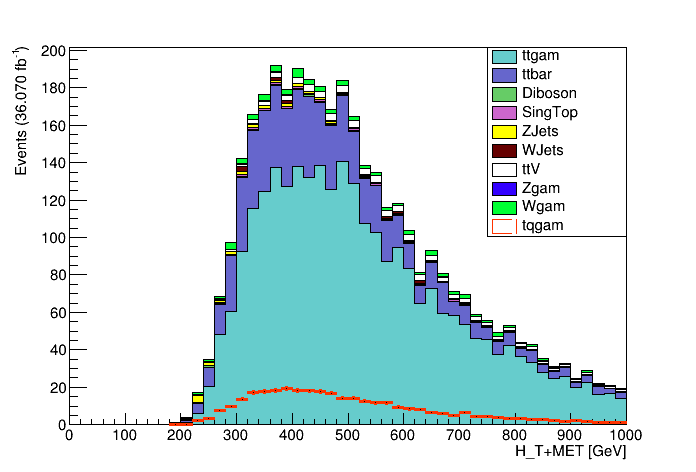 Events (36.070 fb⁻¹)
200
180
160
140
120
100
80
60
40
20
0
ttgam
ttbar
Diboson
SingTop
ZJets
WJets
ttV
Zgam
Wgam
tqgam
0 100 200 300 400 500 600 700 800 900 1000
H_T+MET [GeV]